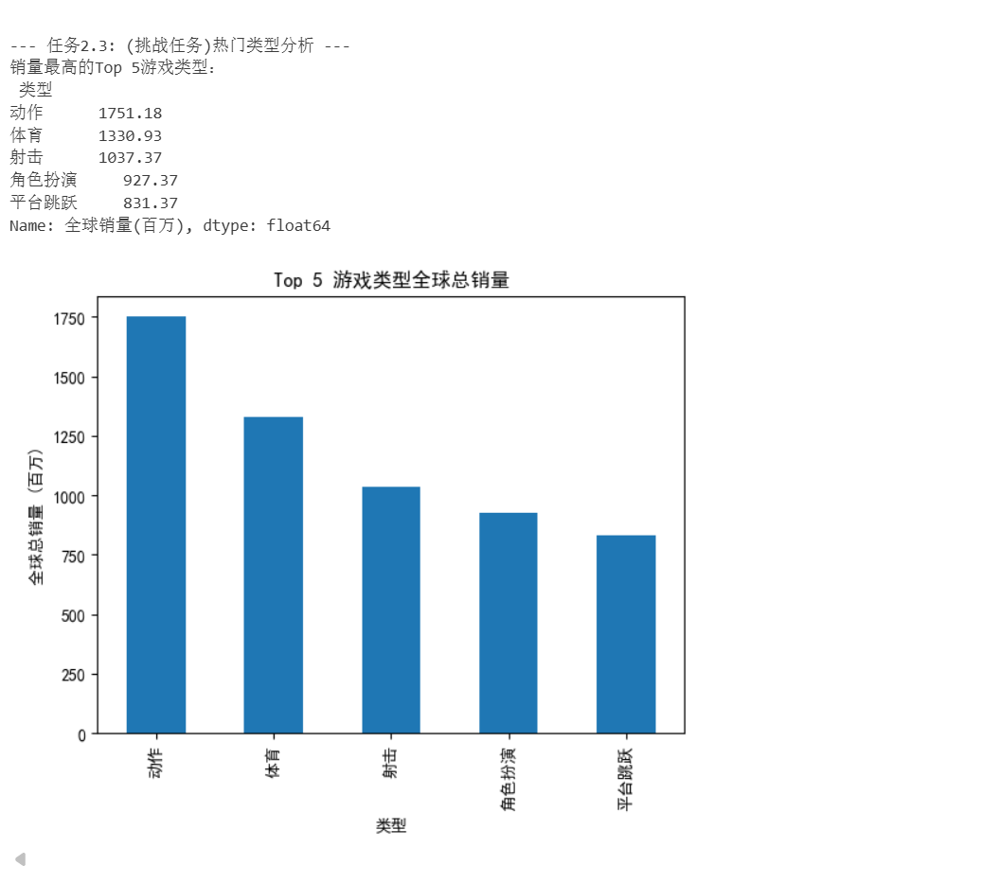 --- 任务2.3: (挑战任务)热门类型分析 ---
销量最高的Top 5游戏类型:
类型
动作 1751.18
体育 1330.93
射击 1037.37
角色扮演 927.37
平台跳跃 831.37
Name: 全球销量(百万), dtype: float64
Top 5 游戏类型全球总销量
全球总销量（百万）
1750
1500
1250
1000
750
500
250
0
动作
体育
射击
角色扮演
平台跳跃
类型